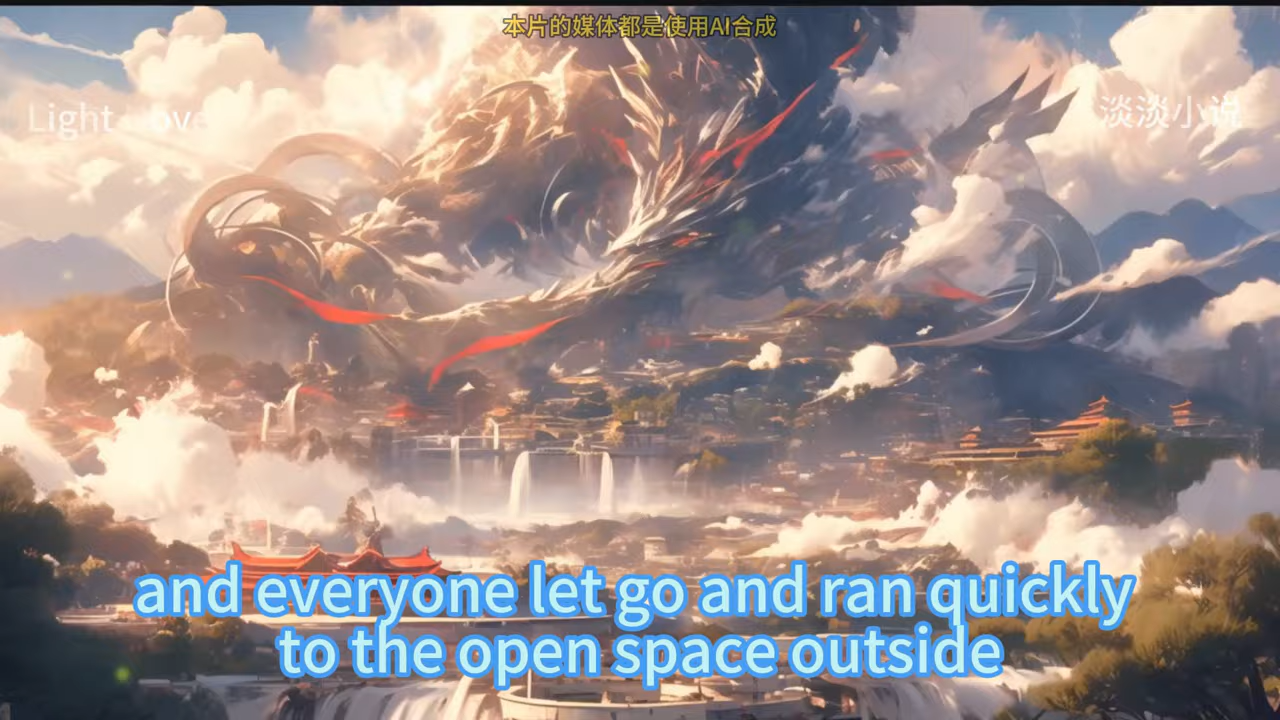 本片的媒体都是使用AI合成
Light
淡淡小说
and everyone let go and ran quickly
to the open space outside